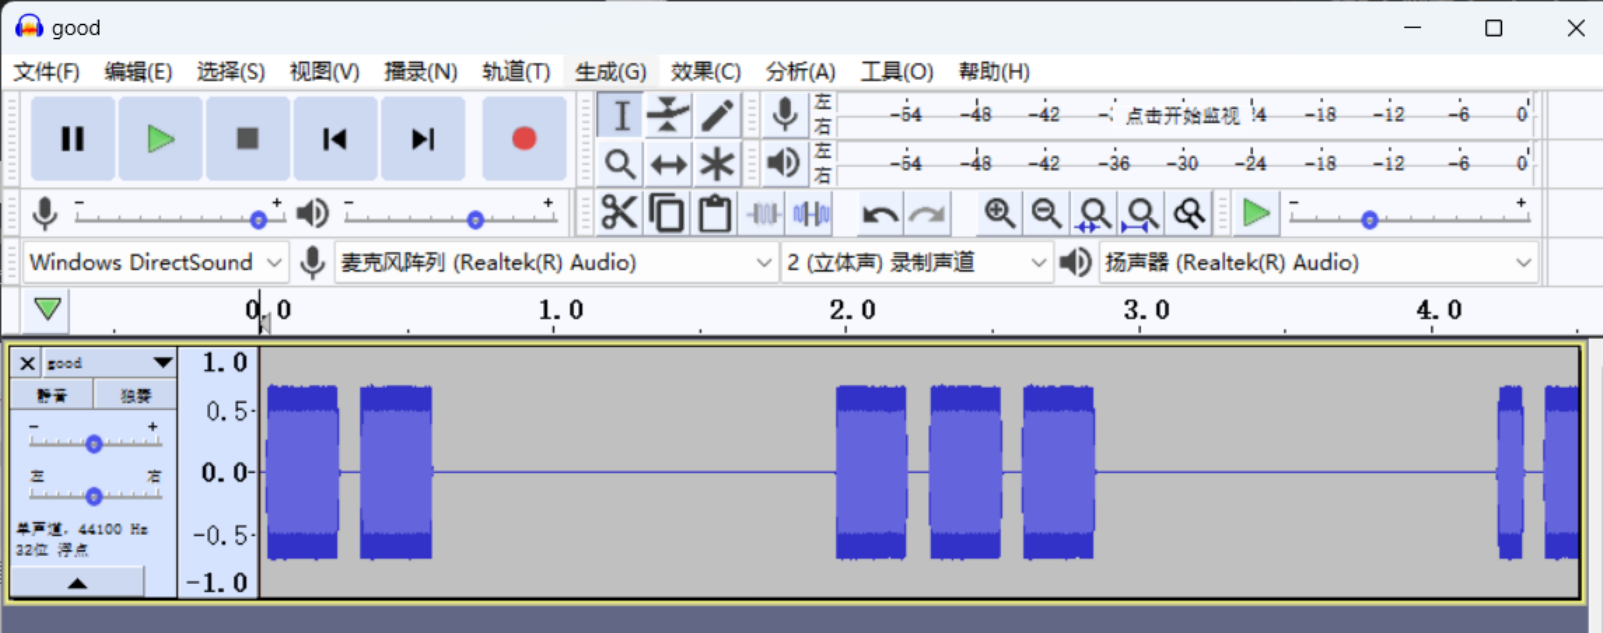 good
文件(F) 编辑(E) 选择(S) 视图(V) 播录(N) 轨道(T) 生成(G) 效果(C) 分析(A) 工具(O) 帮助(H)
左 右 -54 -48 -42 点击开始监视 -18 -12 -6 0
左 右 -54 -48 -42 -36 -30 -24 -18 -12 -6 0
- + - + - +
Windows DirectSound 麦克风阵列 (Realtek(R) Audio) 2 (立体声) 录制声道 扬声器 (Realtek(R) Audio)
0.0 1.0 2.0 3.0 4.0
× good 1.0
静音 独奏 0.5
- +
左 右 0.0
单声道, 44100 Hz -0.5
32位 浮点
-1.0